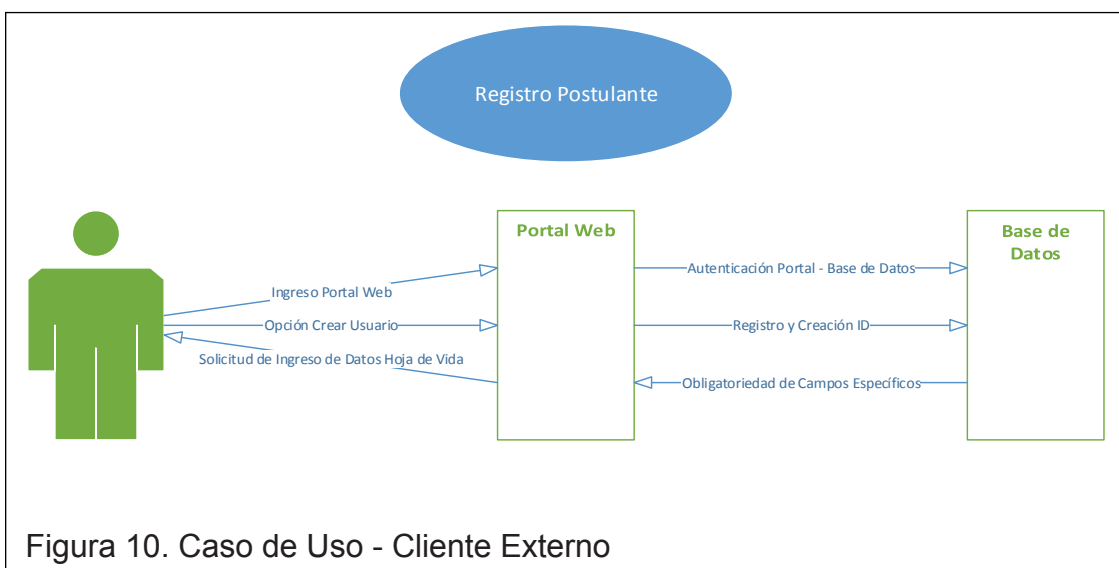 Registro Postulante
Portal Web
Base de
Datos
Autenticación Portal - Base de Datos
Ingreso Portal Web
Opción Crear Usuario
Registro y Creación ID
Solicitud de Ingreso de Datos Hoja de Vida
Obligatoriedad de Campos Específicos
Figura 10. Caso de Uso - Cliente Externo